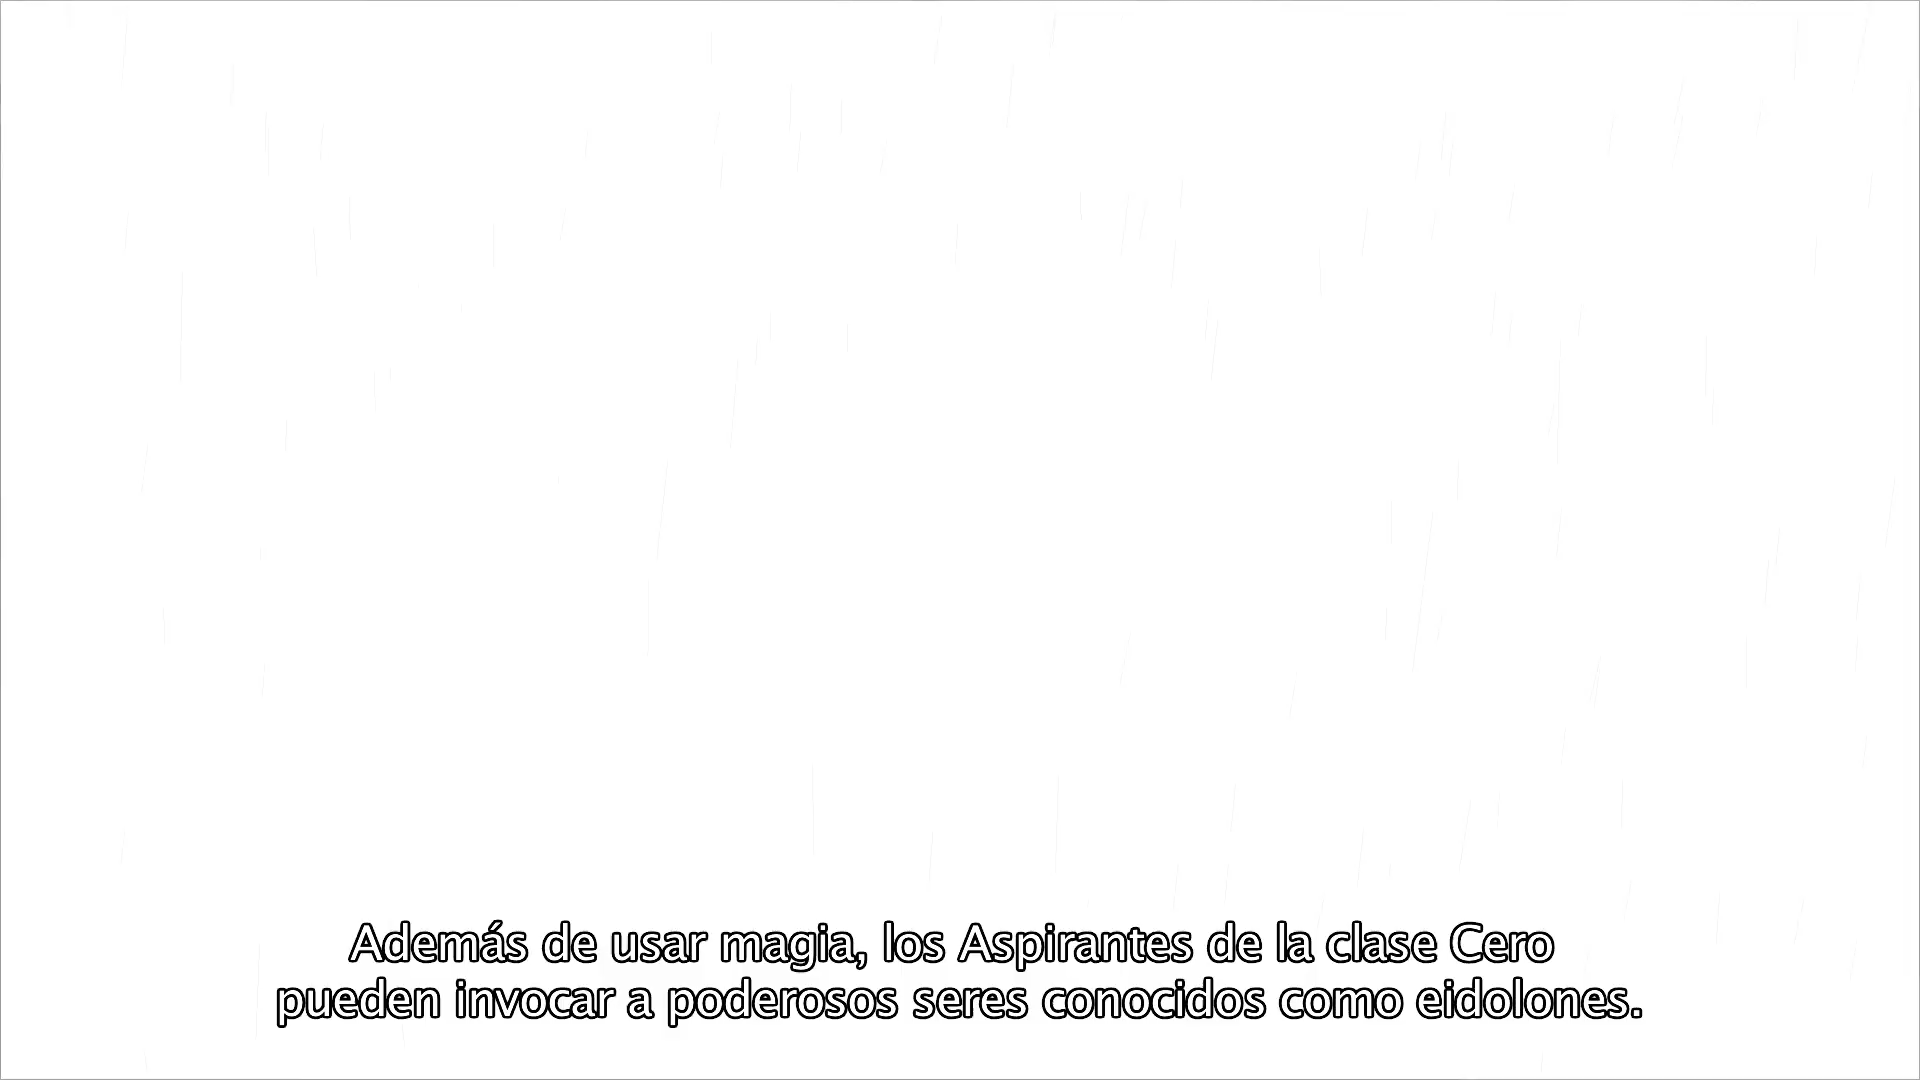 Además de usar magia, los Aspirantes de la clase Cero
pueden invocar a poderosos seres conocidos como eidolones.